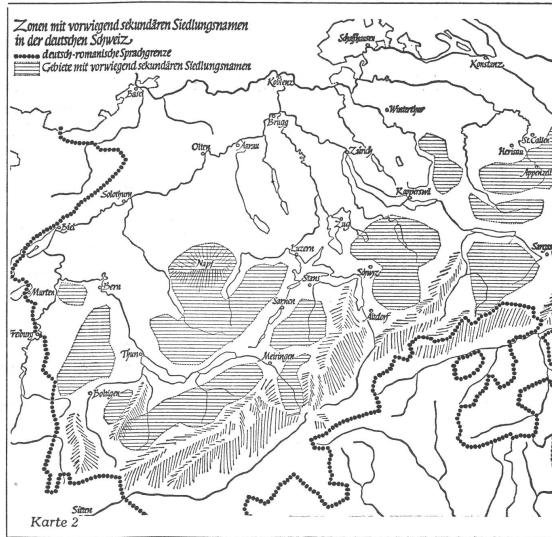 Zonen mit vorwiegend sekundären Siedlungsnamen
in der deutschen Schweiz
deutsch-romanische Sprachgrenze
Gebiete mit vorwiegend sekundären Siedlungsnamen
Schaffhausen
Konstanz
Basel
Koblenz
Winterthur
Brugg
St.Gallen
Herisau
Olten
Aarau
Zürich
Appenzell
Solothurn
Rapperswil
Biel
Zug
Luzern
Sargans
Napf
Schwyz
Stans
Murten
Bern
Sarnen
Altdorf
Freiburg
Thun
Meiringen
Boltigen
Sitten
Karte 2